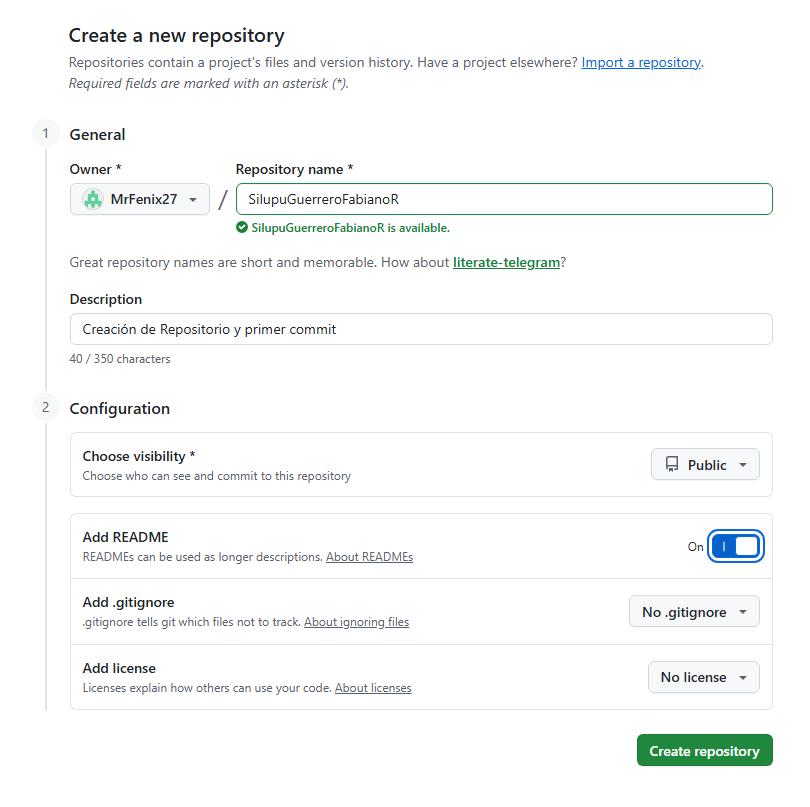 Create a new repository
Repositories contain a project's files and version history. Have a project elsewhere? Import a repository.
Required fields are marked with an asterisk (*).
1 General
Owner * Repository name *
MrFenix27 / SilupuGuerreroFabianoR
SilupuGuerreroFabianoR is available.
Great repository names are short and memorable. How about literate-telegram?
Description
Creación de Repositorio y primer commit
40 / 350 characters
2 Configuration
Choose visibility *
Choose who can see and commit to this repository
Public
Add README
READMEs can be used as longer descriptions. About READMEs
On
Add .gitignore
.gitignore tells git which files not to track. About ignoring files
No .gitignore
Add license
Licenses explain how others can use your code. About licenses
No license
Create repository